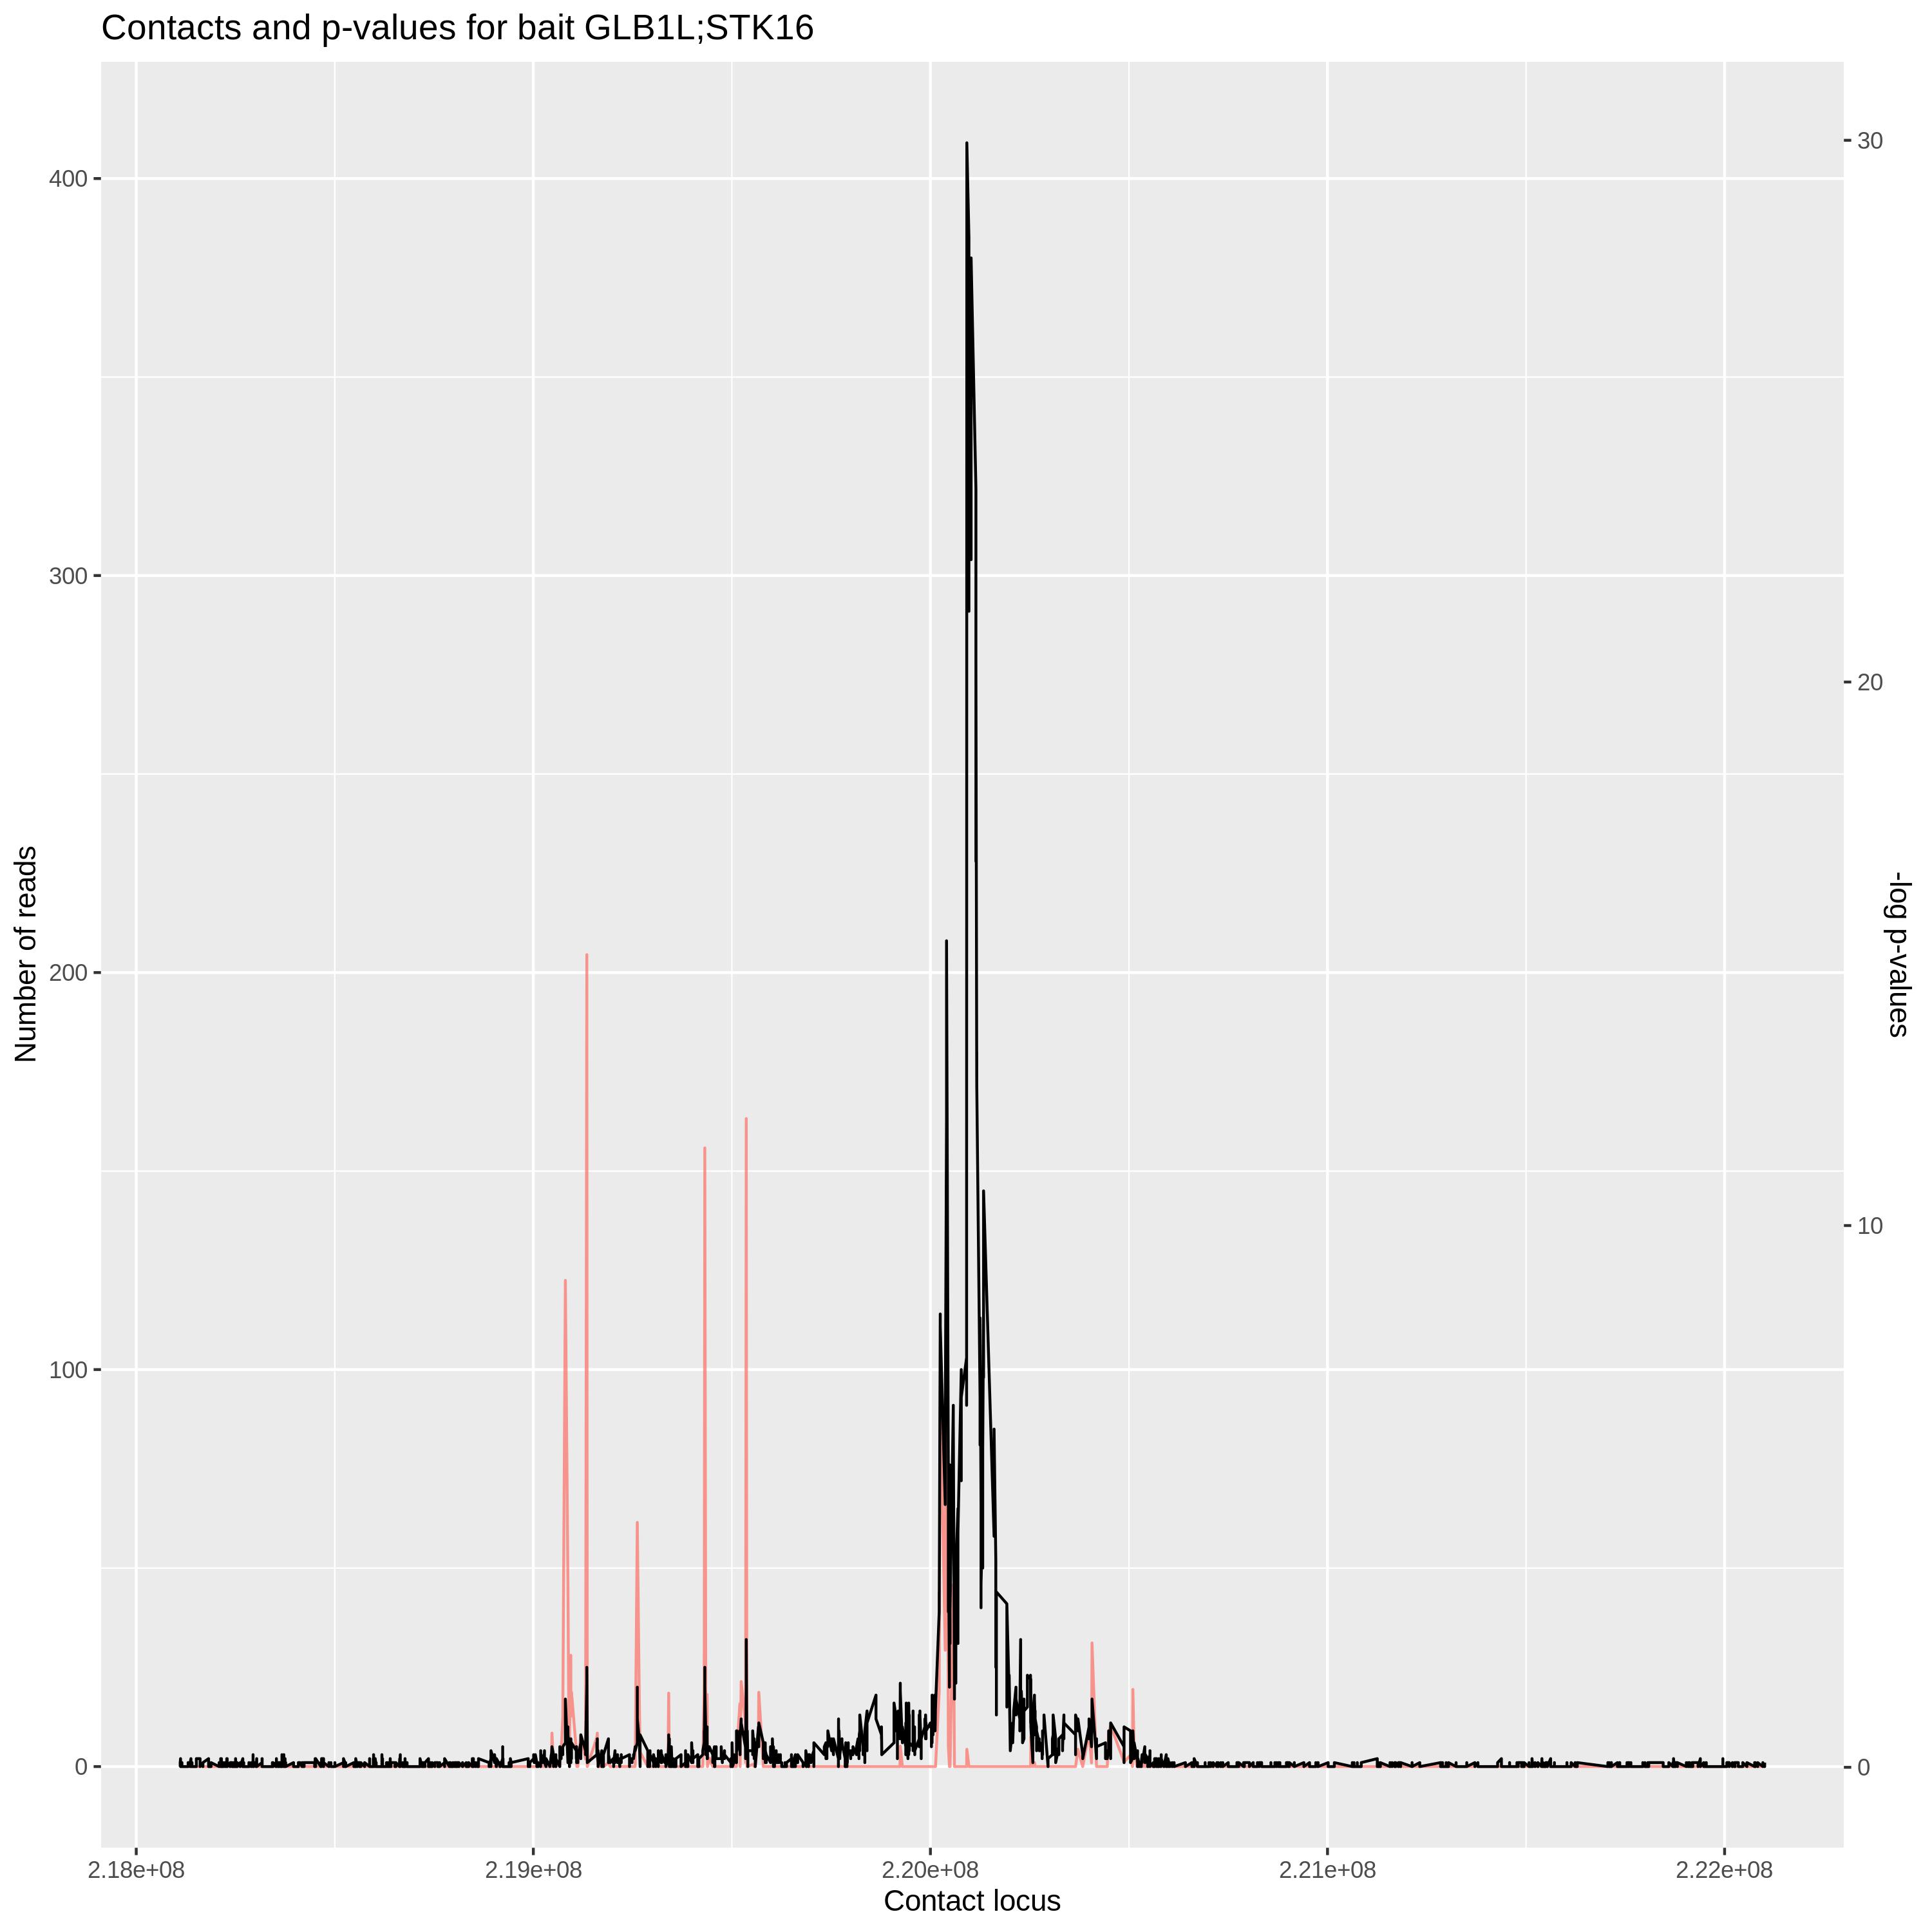 Contacts and p-values for bait GLB1L;STK16
400
300
200
100
0
Number of reads
30
20
10
0
-log p-values
2.18e+08
2.19e+08
2.20e+08
2.21e+08
2.22e+08
Contact locus